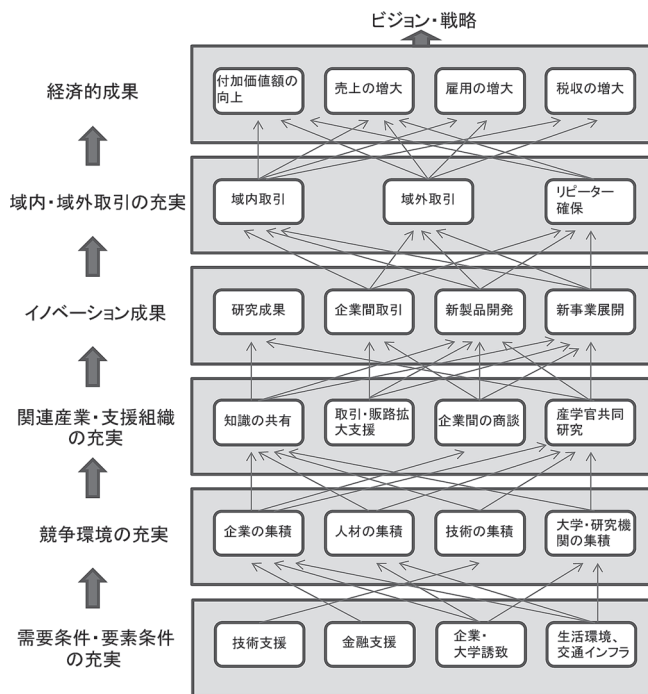 ビジョン・戦略
経済的成果
付加価値額の
向上
売上の増大
雇用の増大
税収の増大
域内・域外取引の充実
域内取引
域外取引
リピーター
確保
イノベーション成果
研究成果
企業間取引
新製品開発
新事業展開
関連産業・支援組織
の充実
知識の共有
取引・販路拡
大支援
企業間の商談
産学官共同
研究
競争環境の充実
企業の集積
人材の集積
技術の集積
大学・研究機
関の集積
需要条件・要素条件
の充実
技術支援
金融支援
企業・
大学誘致
生活環境、
交通インフラ